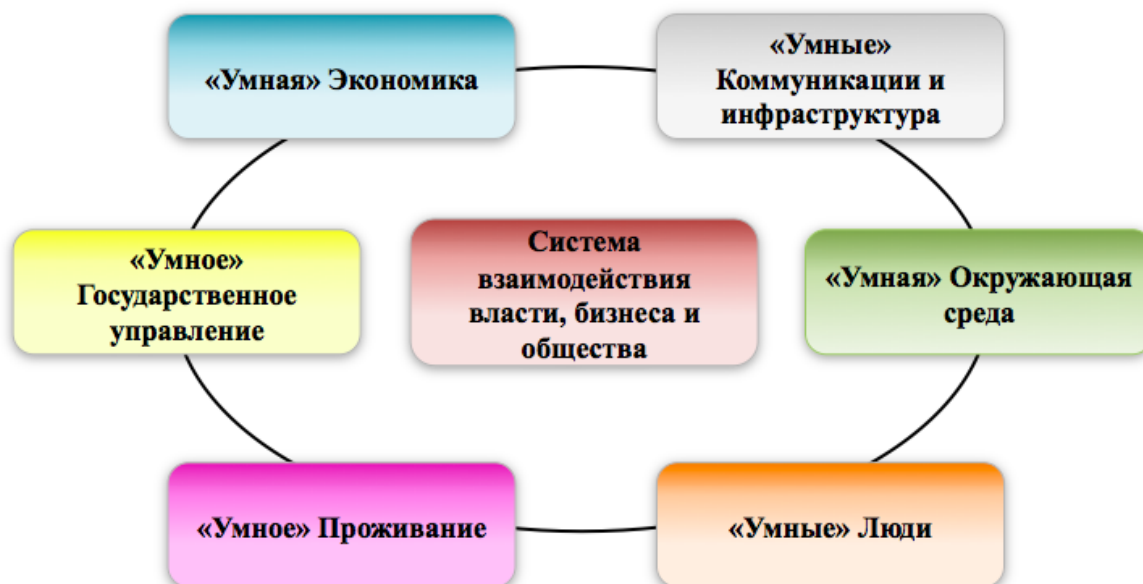 «Умная» Экономика
«Умные»
Коммуникации и
инфраструктура
«Умное»
Государственное
управление
Система
взаимодействия
власти, бизнеса и
общества
«Умная» Окружающая
среда
«Умное» Проживание
«Умные» Люди